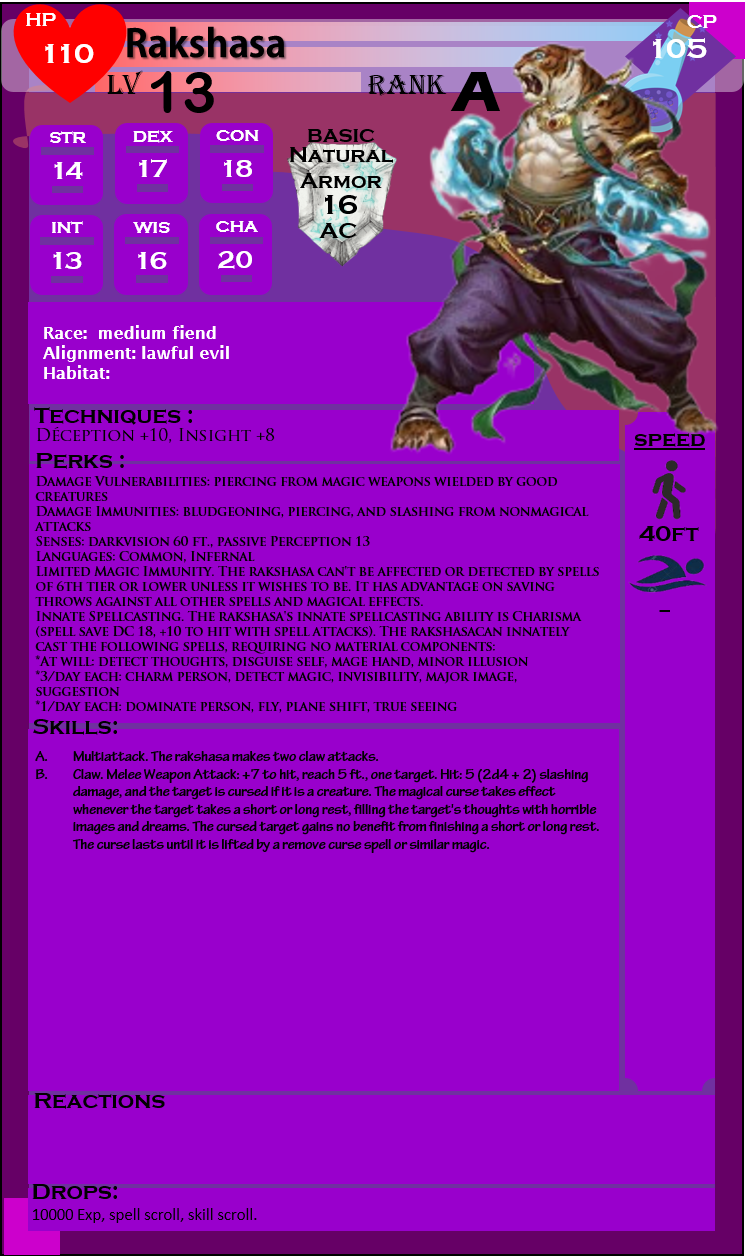 HP
110
Rakshasa
CP
105
LV 13
RANK A
STR
14
DEX
17
CON
18
INT
13
WIS
16
CHA
20
BASIC
NATURAL
ARMOR
16
AC
Race:  medium fiend
Alignment: lawful evil
Habitat:
TECHNIQUES :
DECEPTION +10, INSIGHT +8
PERKS :
DAMAGE VULNERABILITIES: PIERCING FROM MAGIC WEAPONS WIELDED BY GOOD
CREATURES
DAMAGE IMMUNITIES: BLUDGEONING, PIERCING, AND SLASHING FROM NONMAGICAL
ATTACKS
SENSES: DARKVISION 60 FT., PASSIVE PERCEPTION 13
LANGUAGES: COMMON, INFERNAL
LIMITED MAGIC IMMUNITY. THE RAKSHASA CAN'T BE AFFECTED OR DETECTED BY SPELLS
OF 6TH TIER OR LOWER UNLESS IT WISHES TO BE. IT HAS ADVANTAGE ON SAVING
THROWS AGAINST ALL OTHER SPELLS AND MAGICAL EFFECTS.
INNATE SPELLCASTING. THE RAKSHASA'S INNATE SPELLCASTING ABILITY IS CHARISMA
(SPELL SAVE DC 18, +10 TO HIT WITH SPELL ATTACKS). THE RAKSHASACAN INNATELY
CAST THE FOLLOWING SPELLS, REQUIRING NO MATERIAL COMPONENTS:
*AT WILL: DETECT THOUGHTS, DISGUISE SELF, MAGE HAND, MINOR ILLUSION
*3/DAY EACH: CHARM PERSON, DETECT MAGIC, INVISIBILITY, MAJOR IMAGE,
SUGGESTION
*1/DAY EACH: DOMINATE PERSON, FLY, PLANE SHIFT, TRUE SEEING
SPEED
40FT
–
SKILLS:
A. Multiattack. The rakshasa makes two claw attacks.
B. Claw. Melee Weapon Attack: +7 to hit, reach 5 ft., one target. Hit: 5 (2d4 + 2) slashing
damage, and the target is cursed if it is a creature. The magical curse takes effect
whenever the target takes a short or long rest, filling the target's thoughts with horrible
images and dreams. The cursed target gains no benefit from finishing a short or long rest.
The curse lasts until it is lifted by a remove curse spell or similar magic.
REACTIONS
DROPS:
10000 Exp, spell scroll, skill scroll.